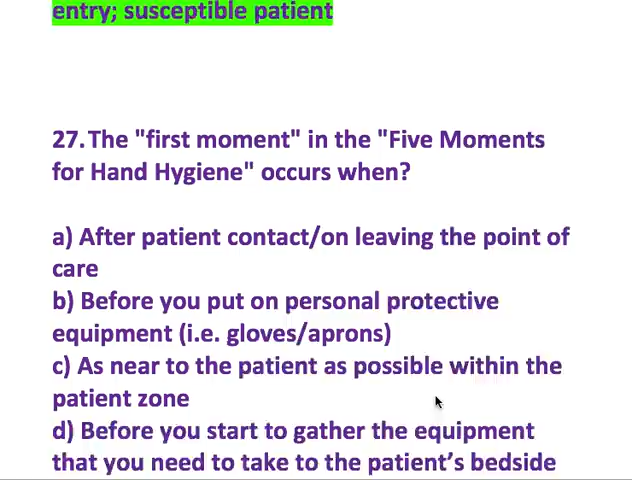 entry; susceptible patient
27. The "first moment" in the "Five Moments
for Hand Hygiene" occurs when?
a) After patient contact/on leaving the point of
care
b) Before you put on personal protective
equipment (i.e. gloves/aprons)
c) As near to the patient as possible within the
patient zone
d) Before you start to gather the equipment
that you need to take to the patient’s bedside